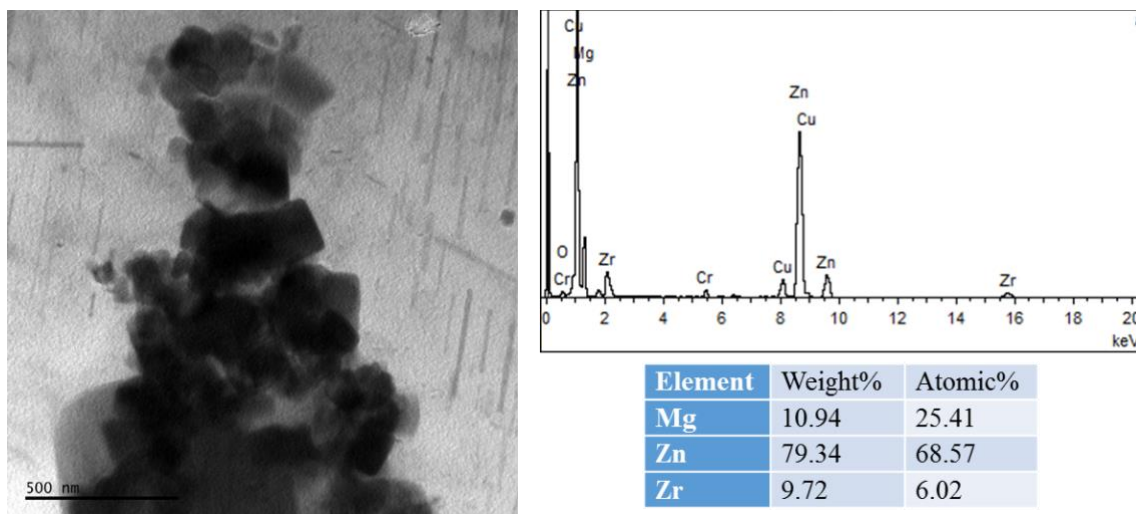 500 nm
Cu
Mg
Zn
O
Cr
Zr
Cr
Cu
Zn
Cu
Zn
Zr
0 2 4 6 8 10 12 14 16 18 20
keV
Element Weight% Atomic%
Mg 10.94 25.41
Zn 79.34 68.57
Zr 9.72 6.02